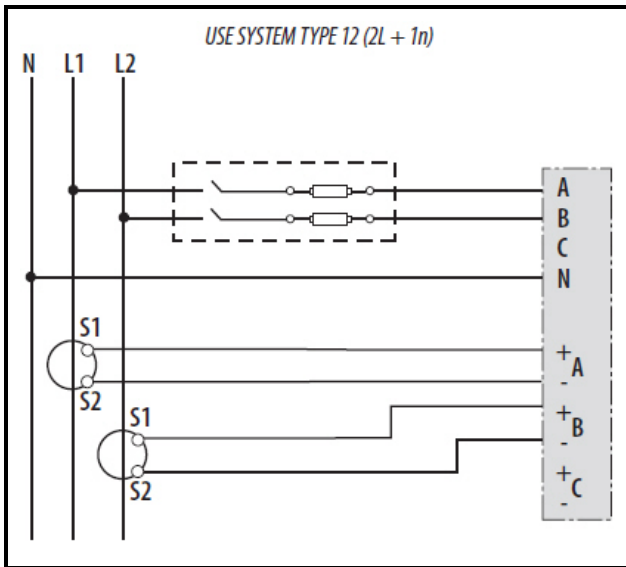 USE SYSTEM TYPE 12 (2L + 1n)
N L1 L2
A
B
C
N
S1
+
A
S2
-
S1
+
B
-
S2
+
C
-